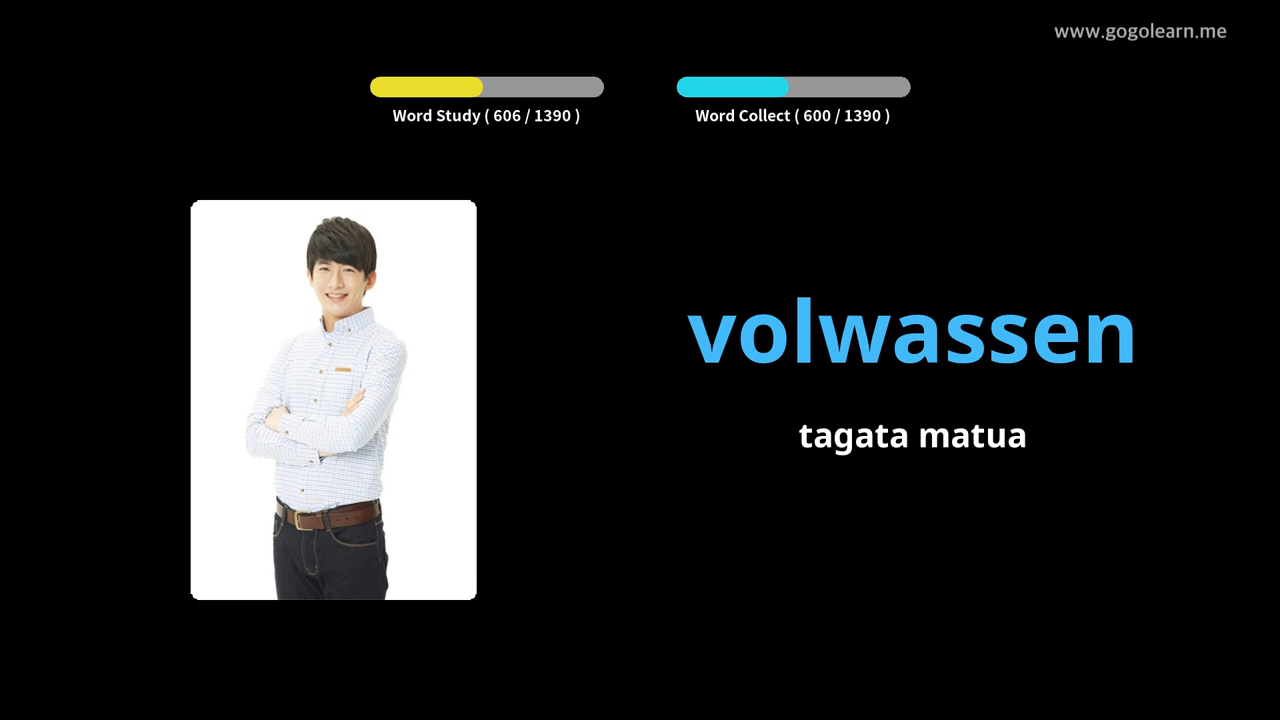 www.gogolearn.me
Word Study ( 606 / 1390 )
Word Collect ( 600 / 1390 )
volwassen
tagata matua